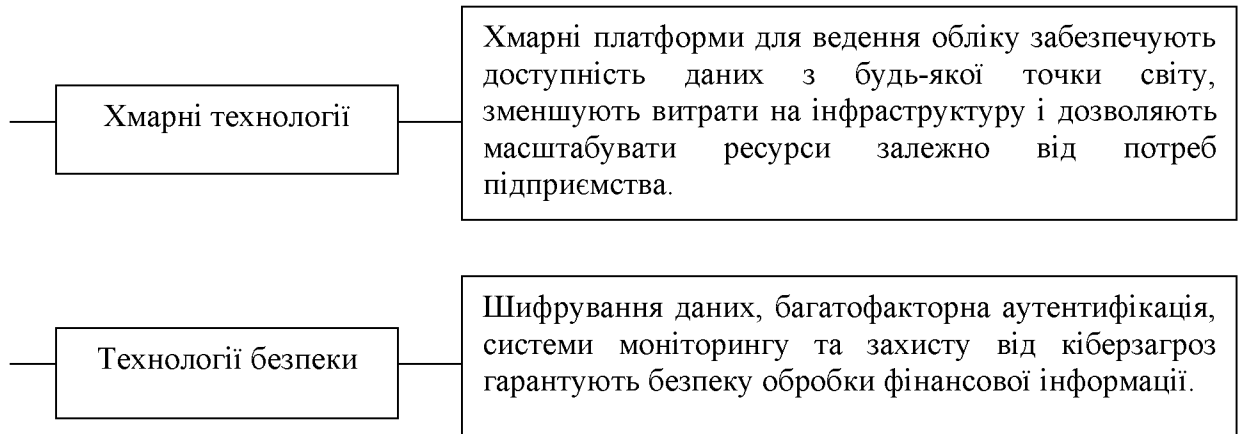 Хмарні технології
Хмарні платформи для ведення обліку забезпечують
доступність даних з будь-якої точки світу,
зменшують витрати на інфраструктуру і дозволяють
масштабувати ресурси залежно від потреб
підприємства.
Технології безпеки
Шифрування даних, багатофакторна аутентифікація,
системи моніторингу та захисту від кіберзагроз
гарантують безпеку обробки фінансової інформації.